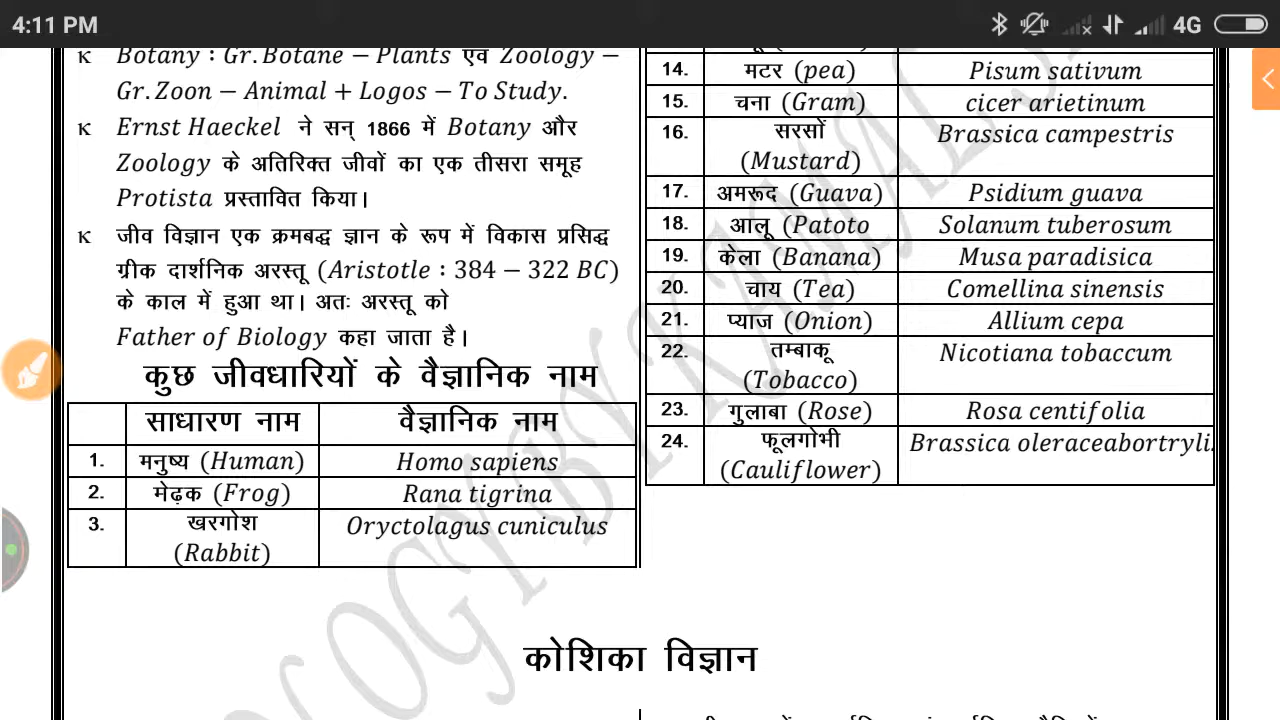 4:11 PM
4G
κ Botany : Gr. Botane − Plants एवं Zoology −
Gr. Zoon − Animal + Logos − To Study.
κ Ernst Haeckel ने सन् 1866 में Botany और
Zoology के अतिरिक्त जीवों का एक तीसरा समूह
Protista प्रस्तावित किया।
κ जीव विज्ञान एक क्रमबद्ध ज्ञान के रूप में विकास प्रसिद्ध
ग्रीक दार्शनिक अरस्तू (Aristotle : 384 − 322 BC)
के काल में हुआ था। अतः अरस्तू को
Father of Biology कहा जाता है।
कुछ जीवधारियों के वैज्ञानिक नाम
साधारण नाम वैज्ञानिक नाम
1. मनुष्य (Human) Homo sapiens
2. मेढ़क (Frog) Rana tigrina
3. खरगोश Oryctolagus cuniculus
(Rabbit)
14. मटर (pea) Pisum sativum
15. चना (Gram) cicer arietinum
16. सरसों Brassica campestris
(Mustard)
17. अमरूद (Guava) Psidium guava
18. आलू (Patoto Solanum tuberosum
19. केला (Banana) Musa paradisica
20. चाय (Tea) Comellina sinensis
21. प्याज (Onion) Allium cepa
22. तम्बाकू Nicotiana tobaccum
(Tobacco)
23. गुलाबा (Rose) Rosa centifolia
24. फूलगोभी Brassica oleraceabortryli
(Cauliflower)
कोशिका विज्ञान